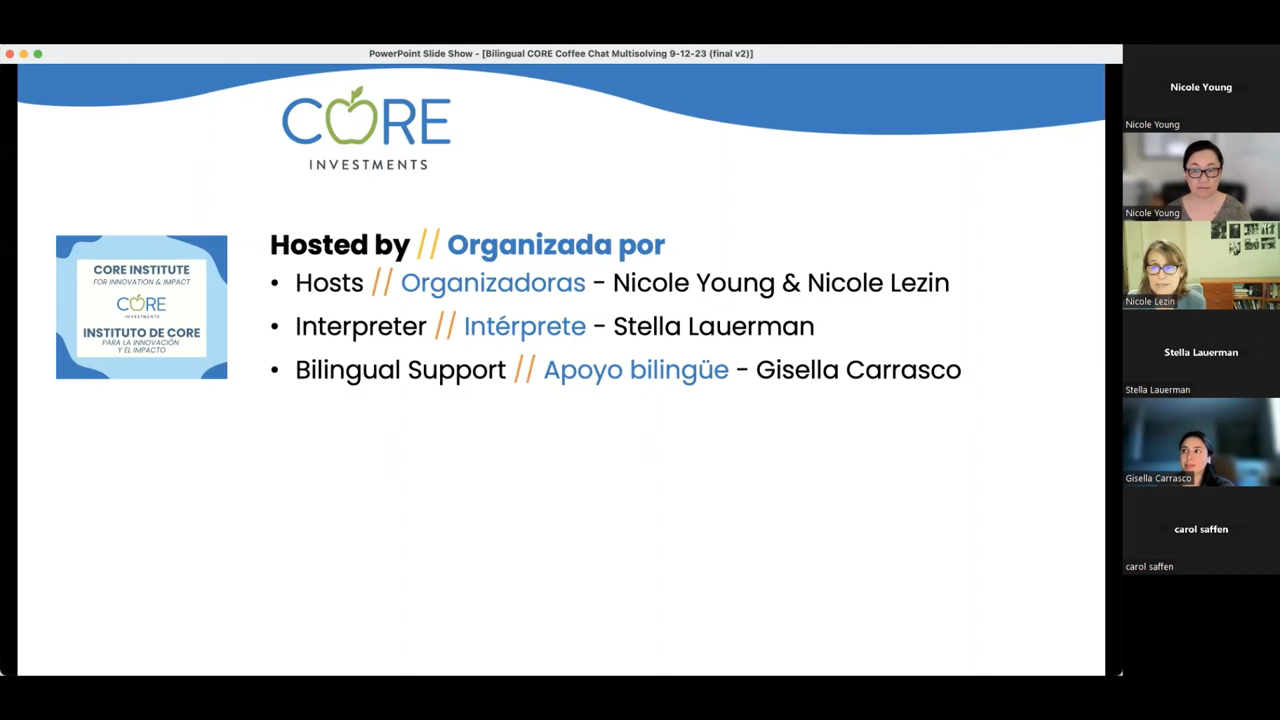 PowerPoint Slide Show - [Bilingual CORE Coffee Chat Multisolving 9-12-23 (final v2)]
CORE
INVESTMENTS
CORE INSTITUTE
FOR INNOVATION & IMPACT
CORE
INVESTMENTS
INSTITUTO DE CORE
PARA LA INNOVACIÓN
Y EL IMPACTO
Hosted by // Organizada por
• Hosts // Organizadoras - Nicole Young & Nicole Lezin
• Interpreter // Intérprete - Stella Lauerman
• Bilingual Support // Apoyo bilingüe - Gisella Carrasco
Nicole Young
Nicole Young
Nicole Young
Nicole Lezin
Stella Lauerman
Stella Lauerman
Gisella Carrasco
carol saffen
carol saffen